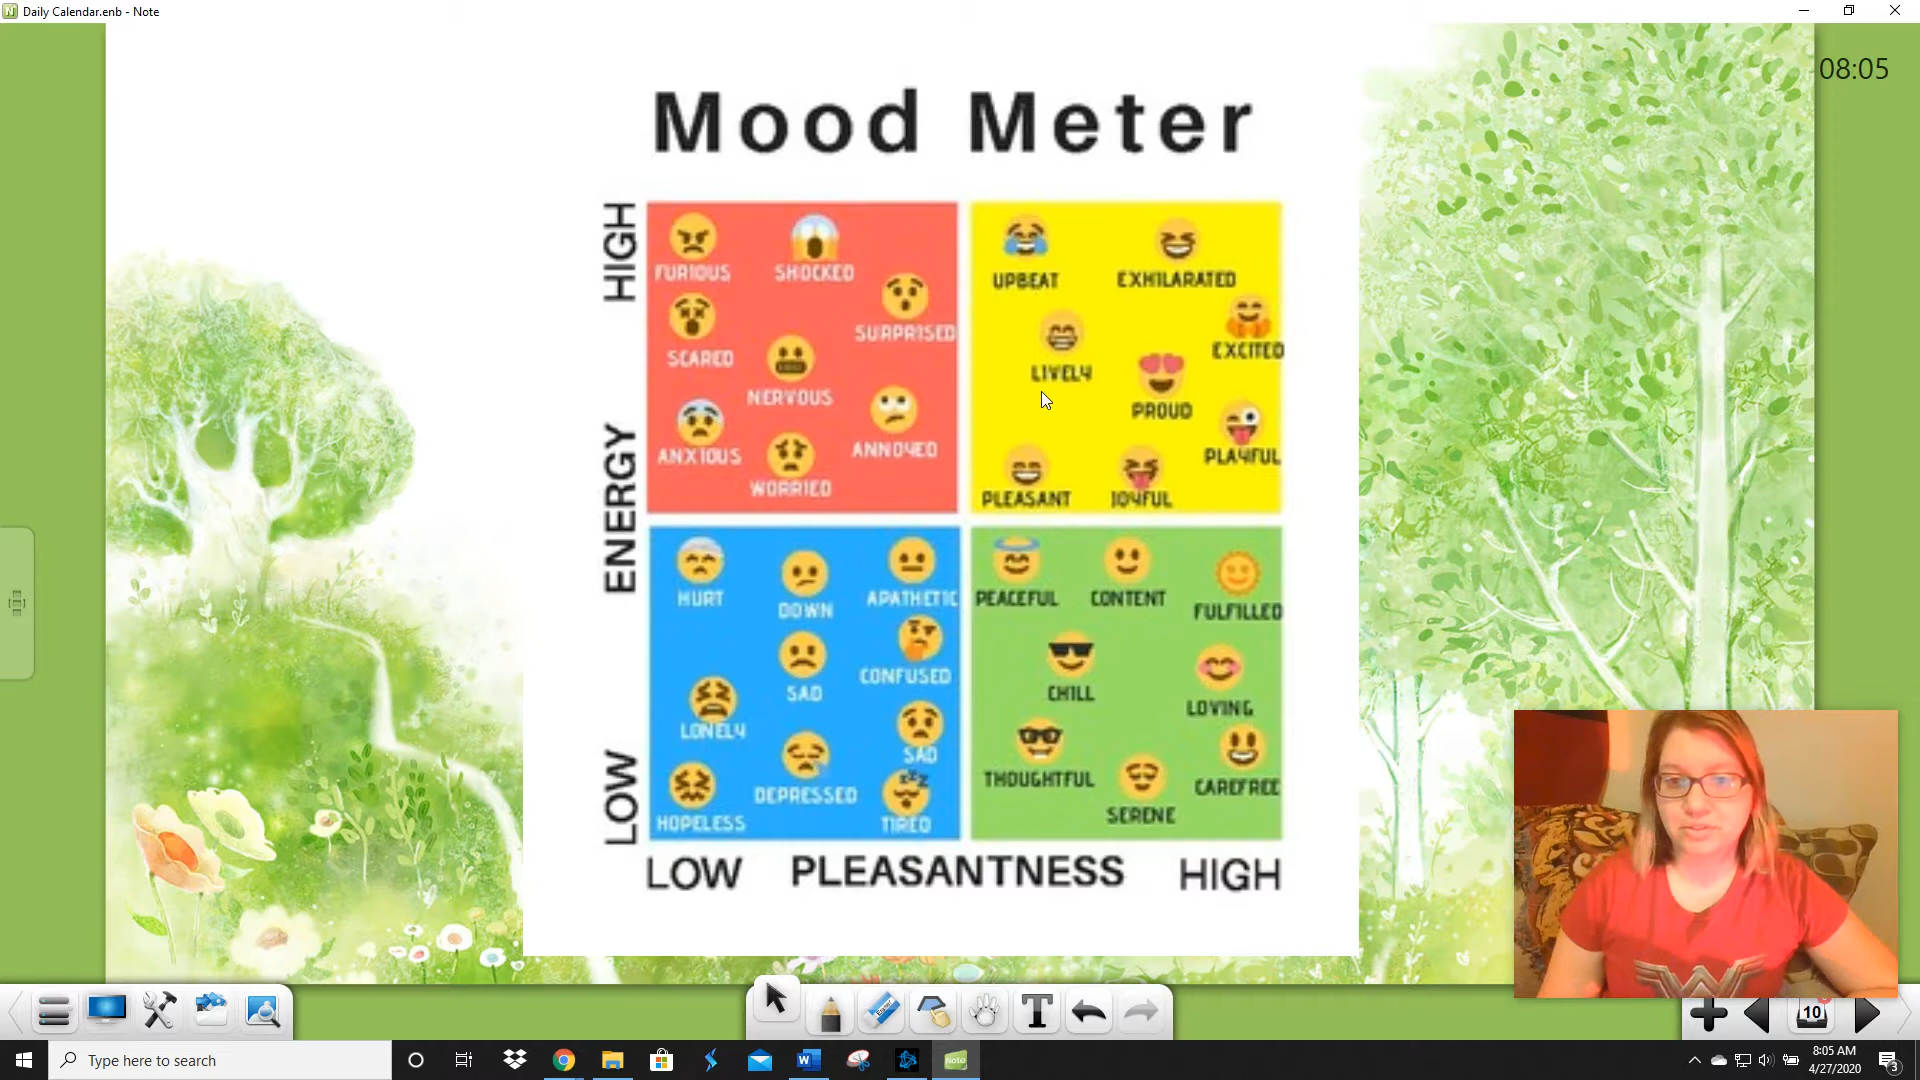 Daily Calendar.enb - Note
08:05
Mood Meter
HIGH
ENERGY
LOW
FURIOUS
SHOCKED
SURPRISED
SCARED
NERVOUS
ANXIOUS
ANNOYED
WORRIED
UPBEAT
EXHILARATED
EXCITED
LIVELY
PROUD
PLAYFUL
PLEASANT
JOYFUL
HURT
DOWN
APATHETIC
CONFUSED
SAD
LONELY
SAD
DEPRESSED
HOPELESS
TIRED
PEACEFUL
CONTENT
FULFILLED
CHILL
LOVING
THOUGHTFUL
CAREFREE
SERENE
LOW PLEASANTNESS HIGH
Eraser
T
10
Type here to search
W
Note
8:05 AM
4/27/2020
3